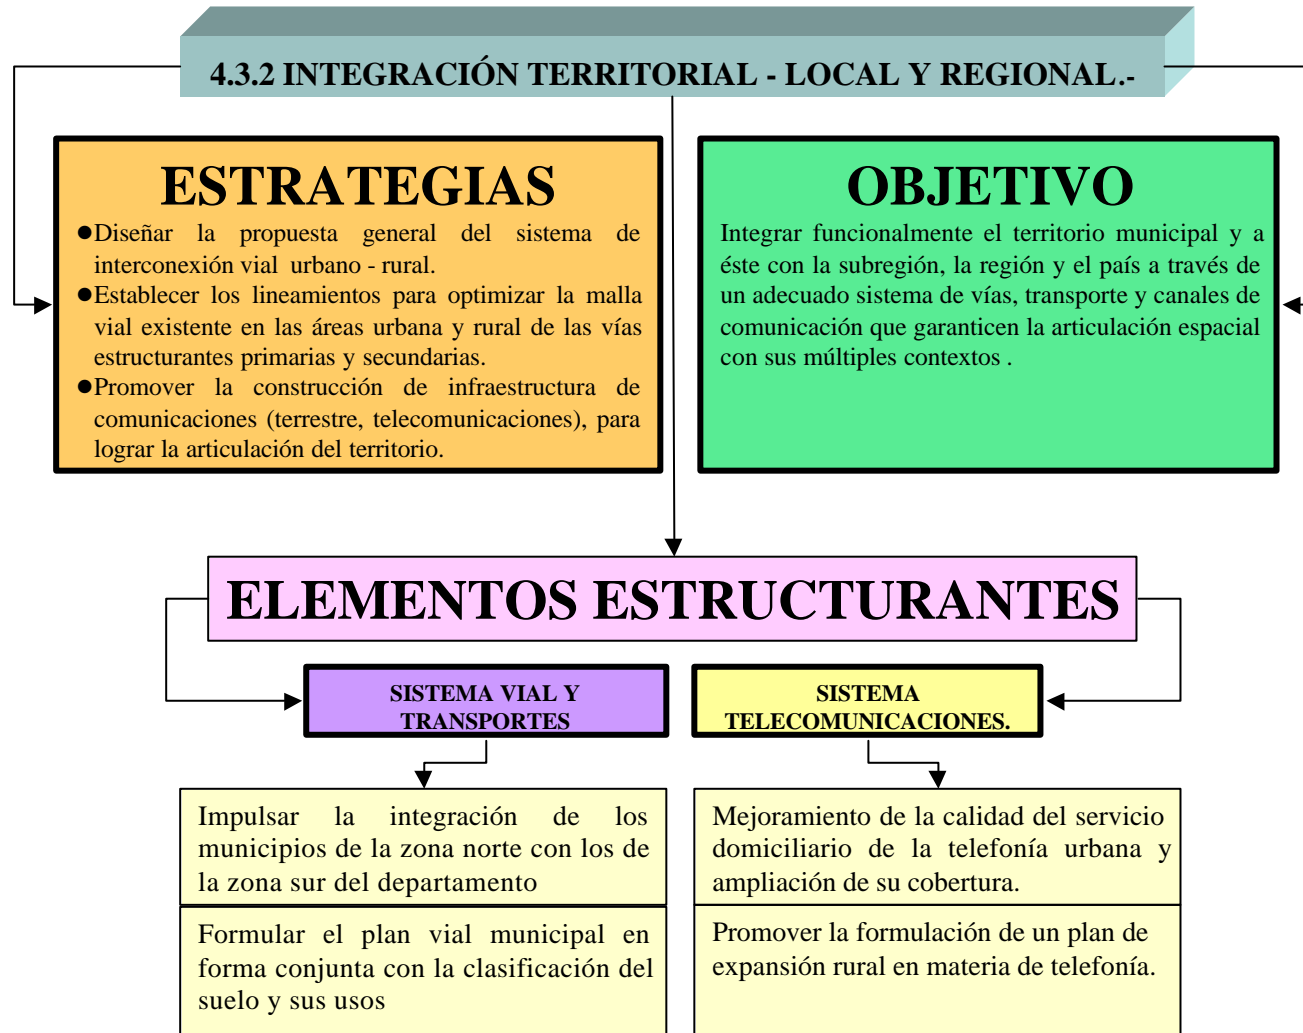 4.3.2 INTEGRACIÓN TERRITORIAL - LOCAL Y REGIONAL.-
ESTRATEGIAS
●Diseñar la propuesta general del sistema de
interconexión vial urbano - rural.
●Establecer los lineamientos para optimizar la malla
vial existente en las áreas urbana y rural de las vías
estructurantes primarias y secundarias.
●Promover la construcción de infraestructura de
comunicaciones (terrestre, telecomunicaciones), para
lograr la articulación del territorio.
OBJETIVO
Integrar funcionalmente el territorio municipal y a
éste con la subregión, la región y el país a través de
un adecuado sistema de vías, transporte y canales de
comunicación que garanticen la articulación espacial
con sus múltiples contextos .
ELEMENTOS ESTRUCTURANTES
SISTEMA VIAL Y
TRANSPORTES
SISTEMA
TELECOMUNICACIONES.
Impulsar la integración de los
municipios de la zona norte con los de
la zona sur del departamento
Formular el plan vial municipal en
forma conjunta con la clasificación del
suelo y sus usos
Mejoramiento de la calidad del servicio
domiciliario de la telefonía urbana y
ampliación de su cobertura.
Promover la formulación de un plan de
expansión rural en materia de telefonía.